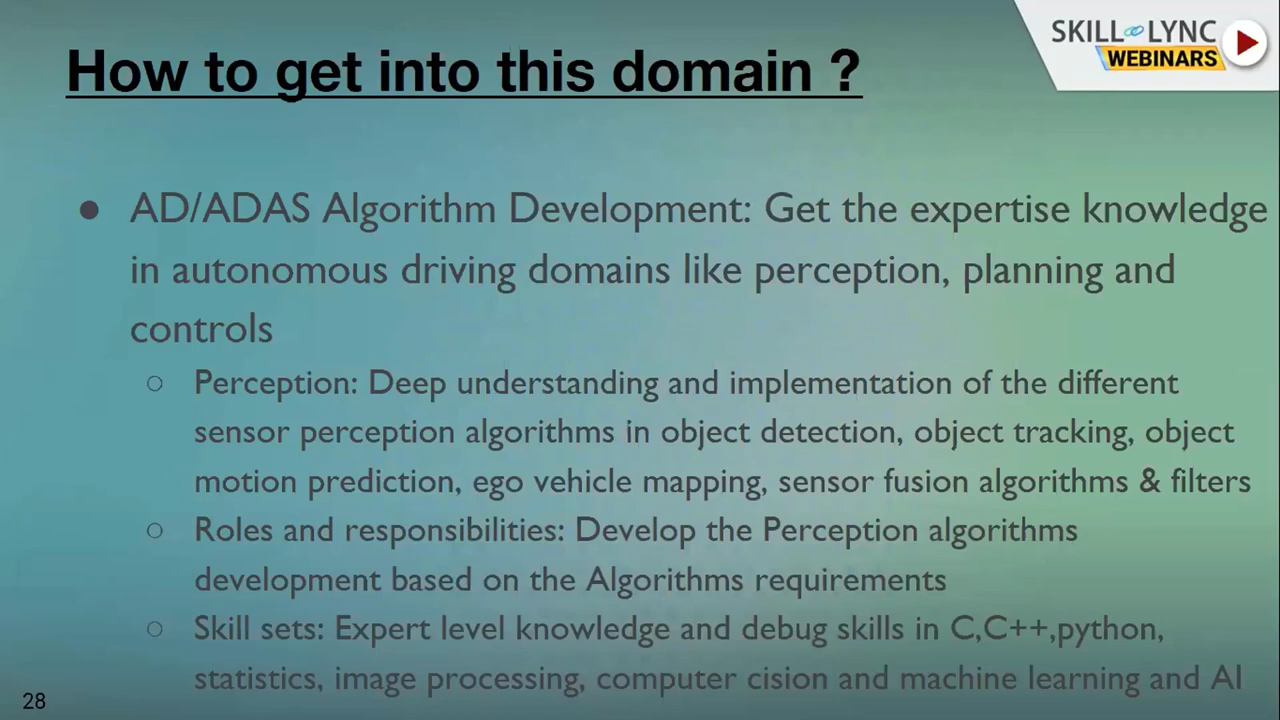 SKILL LYNC
WEBINARS
How to get into this domain ?
● AD/ADAS Algorithm Development: Get the expertise knowledge
in autonomous driving domains like perception, planning and
controls
○ Perception: Deep understanding and implementation of the different
sensor perception algorithms in object detection, object tracking, object
motion prediction, ego vehicle mapping, sensor fusion algorithms & filters
○ Roles and responsibilities: Develop the Perception algorithms
development based on the Algorithms requirements
○ Skill sets: Expert level knowledge and debug skills in C,C++,python,
statistics, image processing, computer cision and machine learning and AI
28